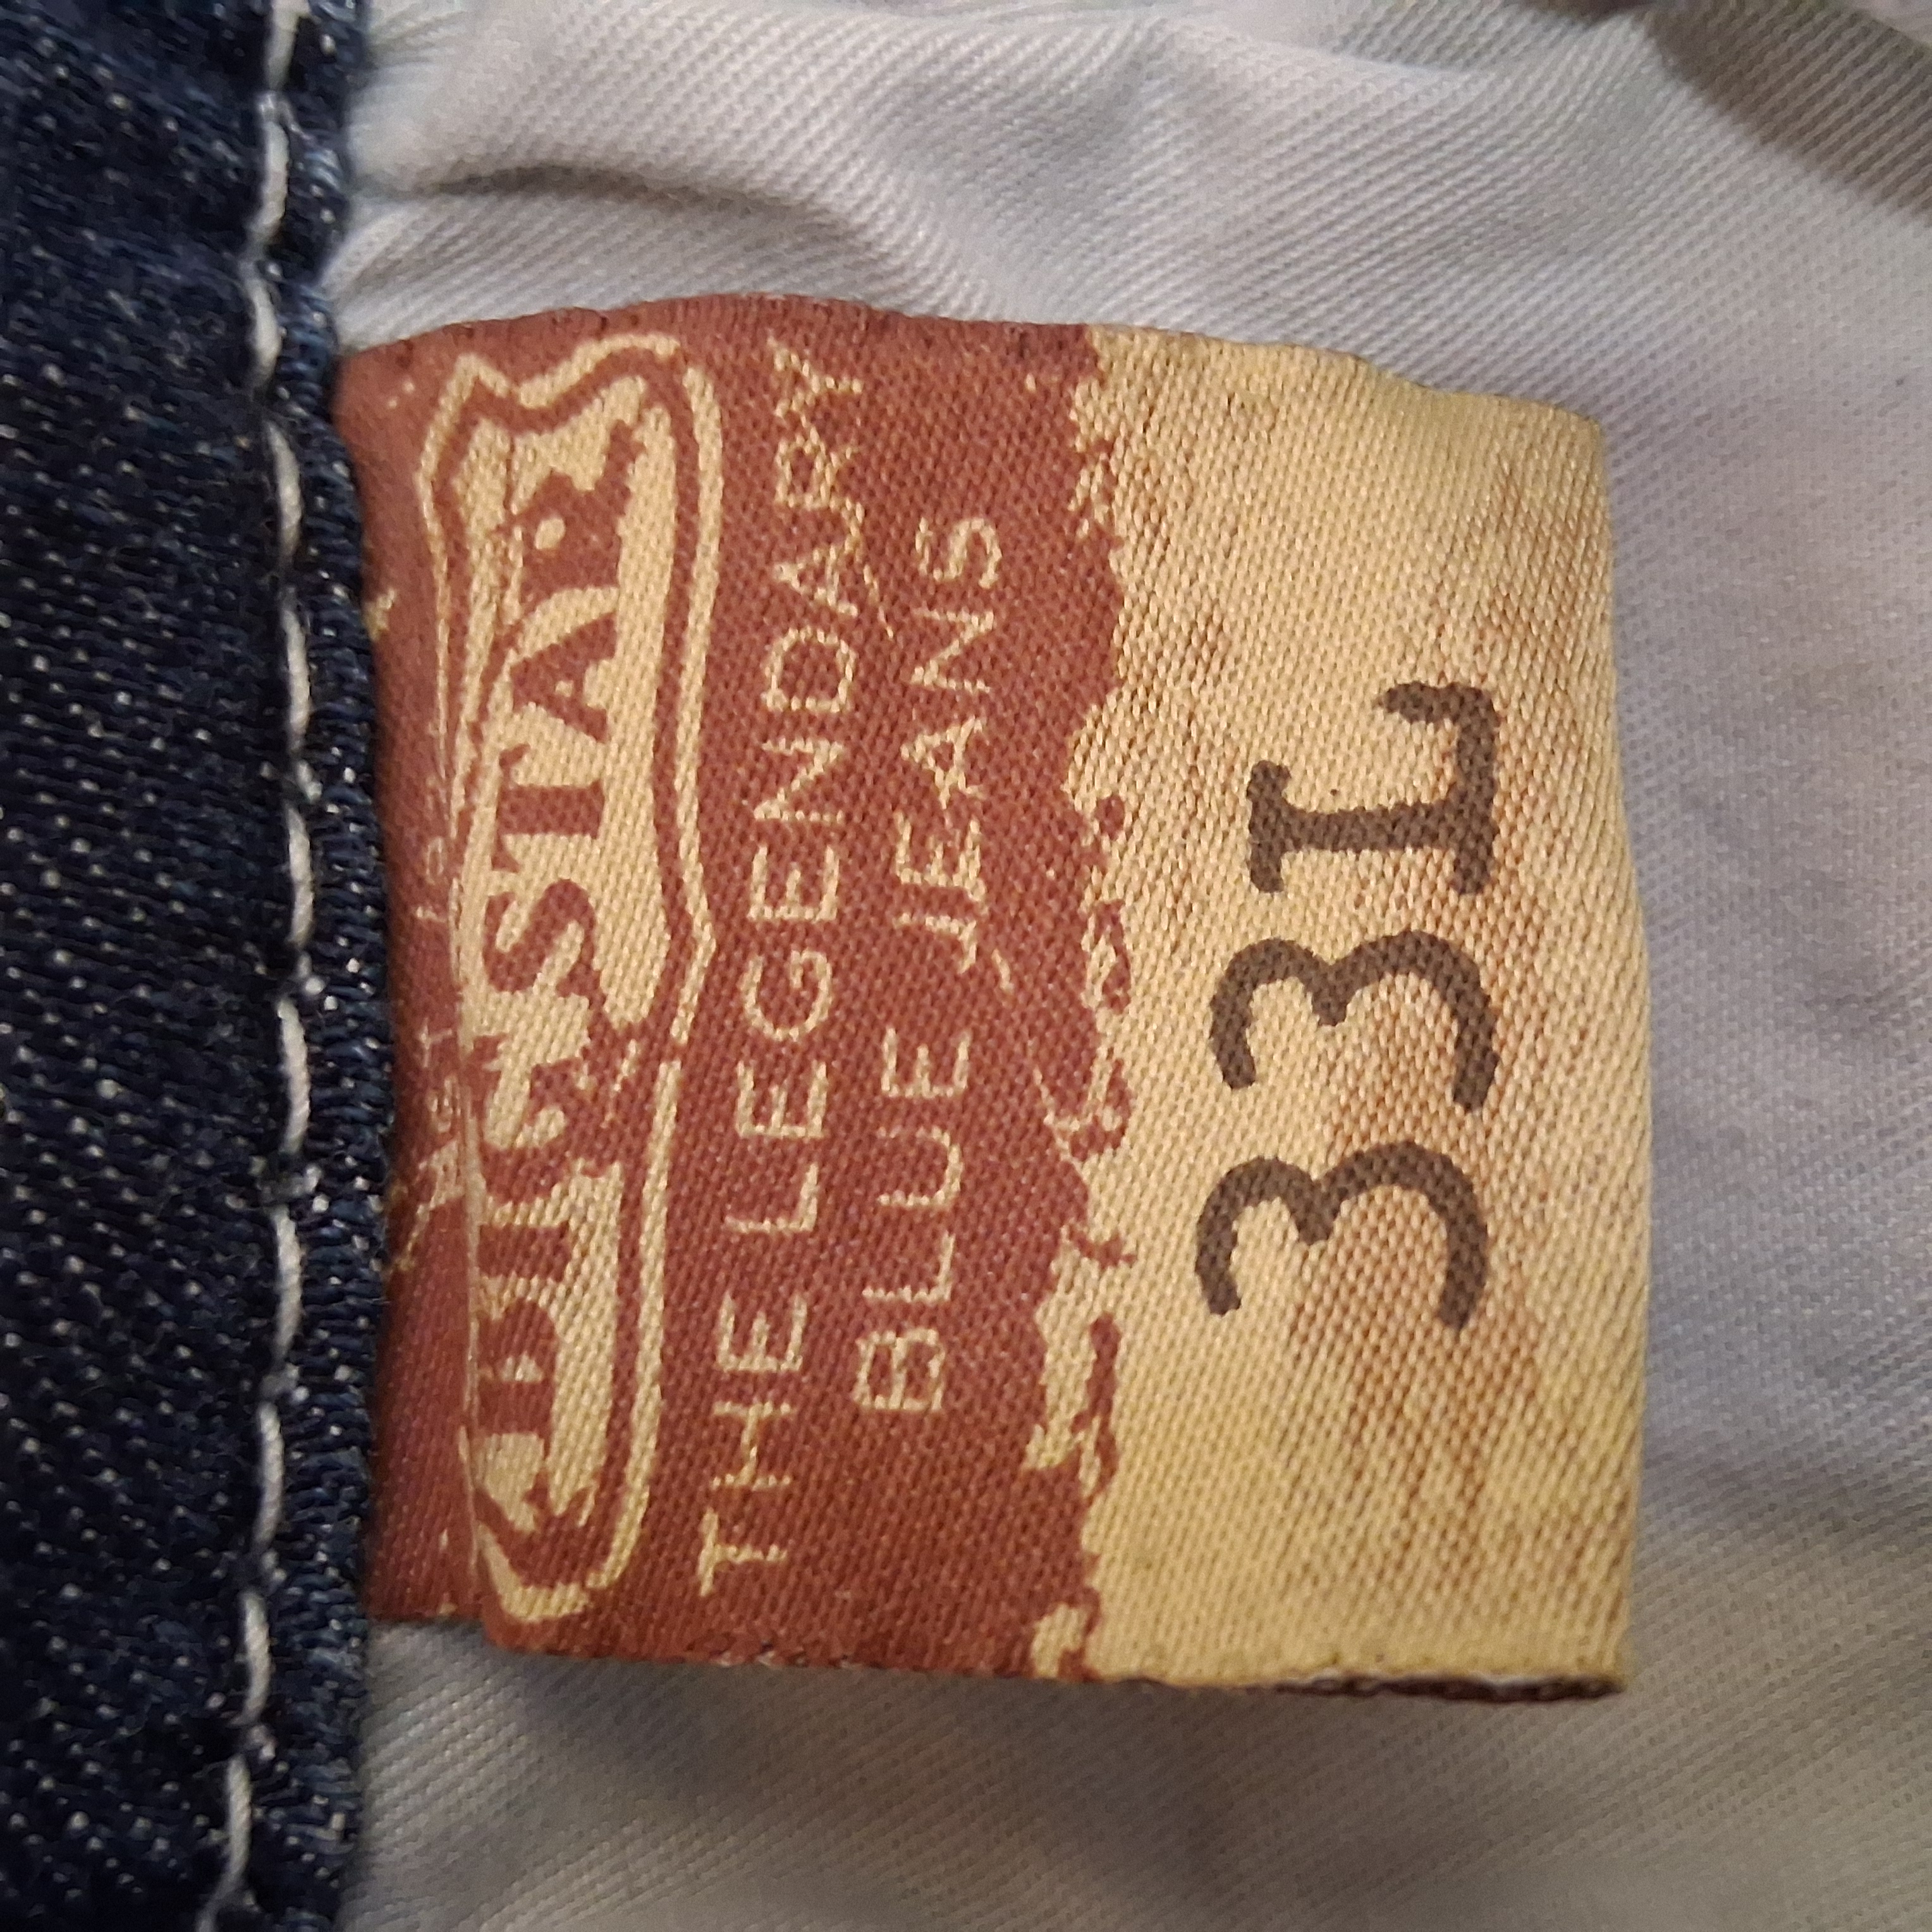 BIG STAR
THE LEGENDARY
BLUE JEANS
33L